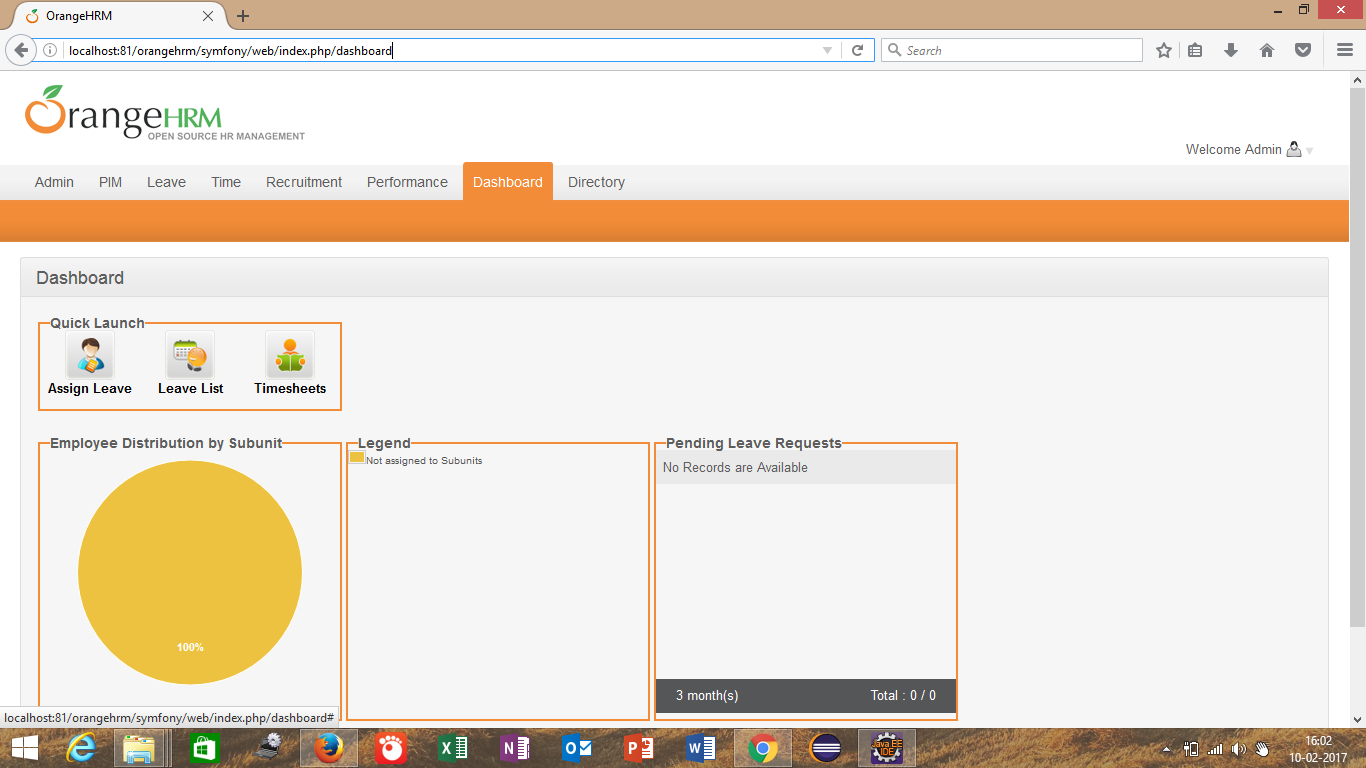 OrangeHRM
localhost:81/orangehrm/symfony/web/index.php/dashboard
Search
OrangeHRM
OPEN SOURCE HR MANAGEMENT
Welcome Admin
Admin PIM Leave Time Recruitment Performance Dashboard Directory
Dashboard
Quick Launch
Assign Leave Leave List Timesheets
Employee Distribution by Subunit
100%
Legend
Not assigned to Subunits
Pending Leave Requests
No Records are Available
3 month(s) Total : 0 / 0
localhost:81/orangehrm/symfony/web/index.php/dashboard#
Java EE
IDE
16:02
10-02-2017